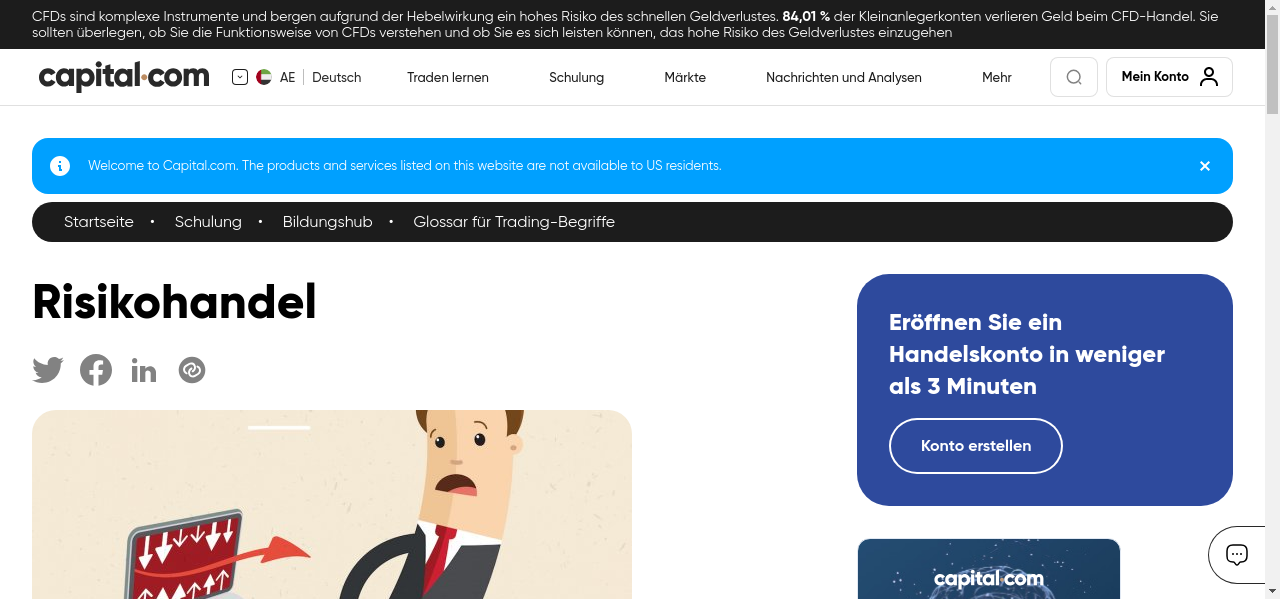 CFDs sind komplexe Instrumente und bergen aufgrund der Hebelwirkung ein hohes Risiko des schnellen Geldverlustes. 84,01 % der Kleinanlegerkonten verlieren Geld beim CFD-Handel. Sie
sollten überlegen, ob Sie die Funktionsweise von CFDs verstehen und ob Sie es sich leisten können, das hohe Risiko des Geldverlustes einzugehen
capital.com
AE
Deutsch
Traden lernen
Schulung
Märkte
Nachrichten und Analysen
Mehr
Mein Konto
Welcome to Capital.com. The products and services listed on this website are not available to US residents.
Startseite • Schulung • Bildungshub • Glossar für Trading-Begriffe
Risikohandel
Eröffnen Sie ein
Handelskonto in weniger
als 3 Minuten
Konto erstellen
capital.com